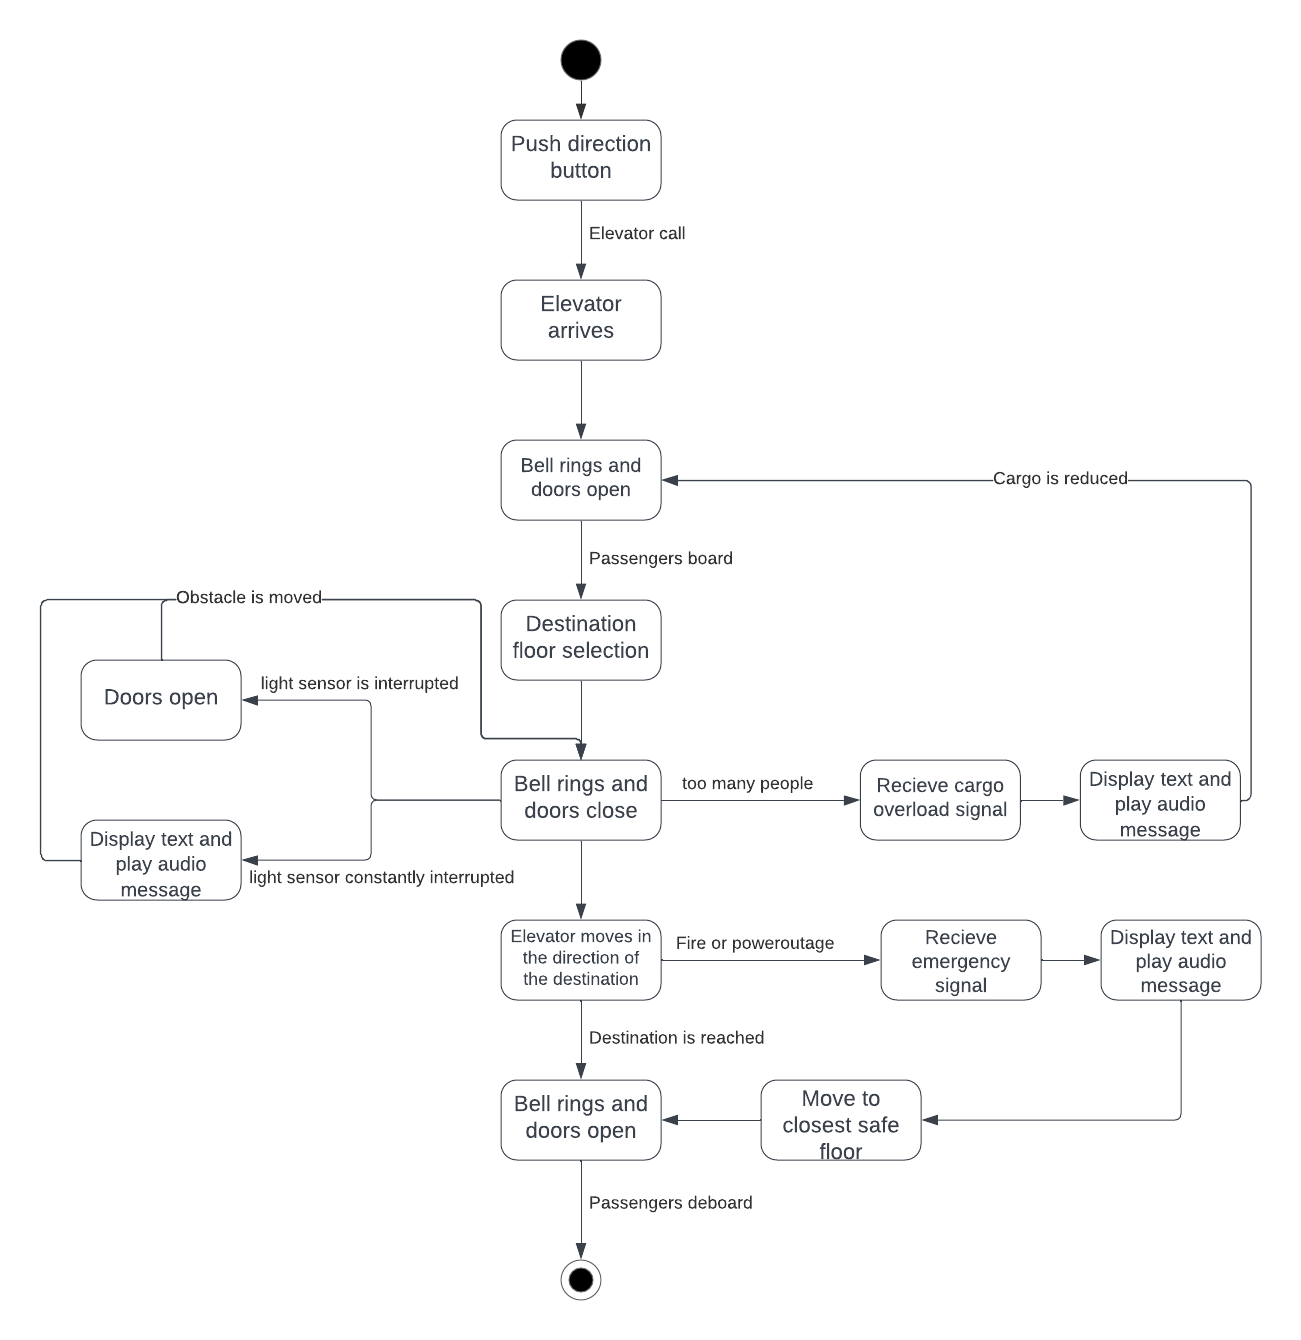 Push direction
button
Elevator call
Elevator
arrives
Bell rings and
doors open
Cargo is reduced
Passengers board
Obstacle is moved
Destination
floor selection
Doors open
light sensor is interrupted
Bell rings and
doors close
too many people
Recieve cargo
overload signal
Display text and
play audio
message
Display text and
play audio
message
light sensor constantly interrupted
Elevator moves in
the direction of
the destination
Fire or poweroutage
Recieve
emergency
signal
Display text and
play audio
message
Destination is reached
Bell rings and
doors open
Move to
closest safe
floor
Passengers deboard